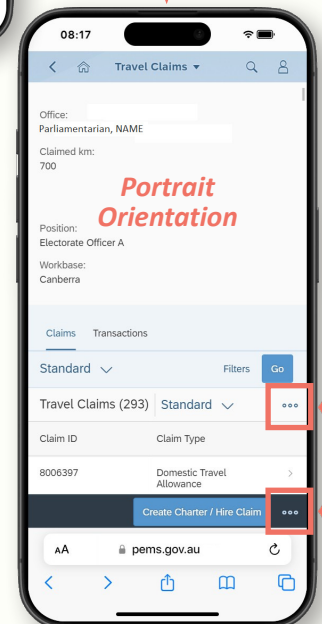 08:17
Travel Claims
Office:
Parliamentarian, NAME
Claimed km:
700
Portrait
Orientation
Position:
Electorate Officer A
Workbase:
Canberra
Claims Transactions
Standard Filters Go
Travel Claims (293) Standard
Claim ID Claim Type
8006397 Domestic Travel
Allowance
Create Charter / Hire Claim
AA pems.gov.au